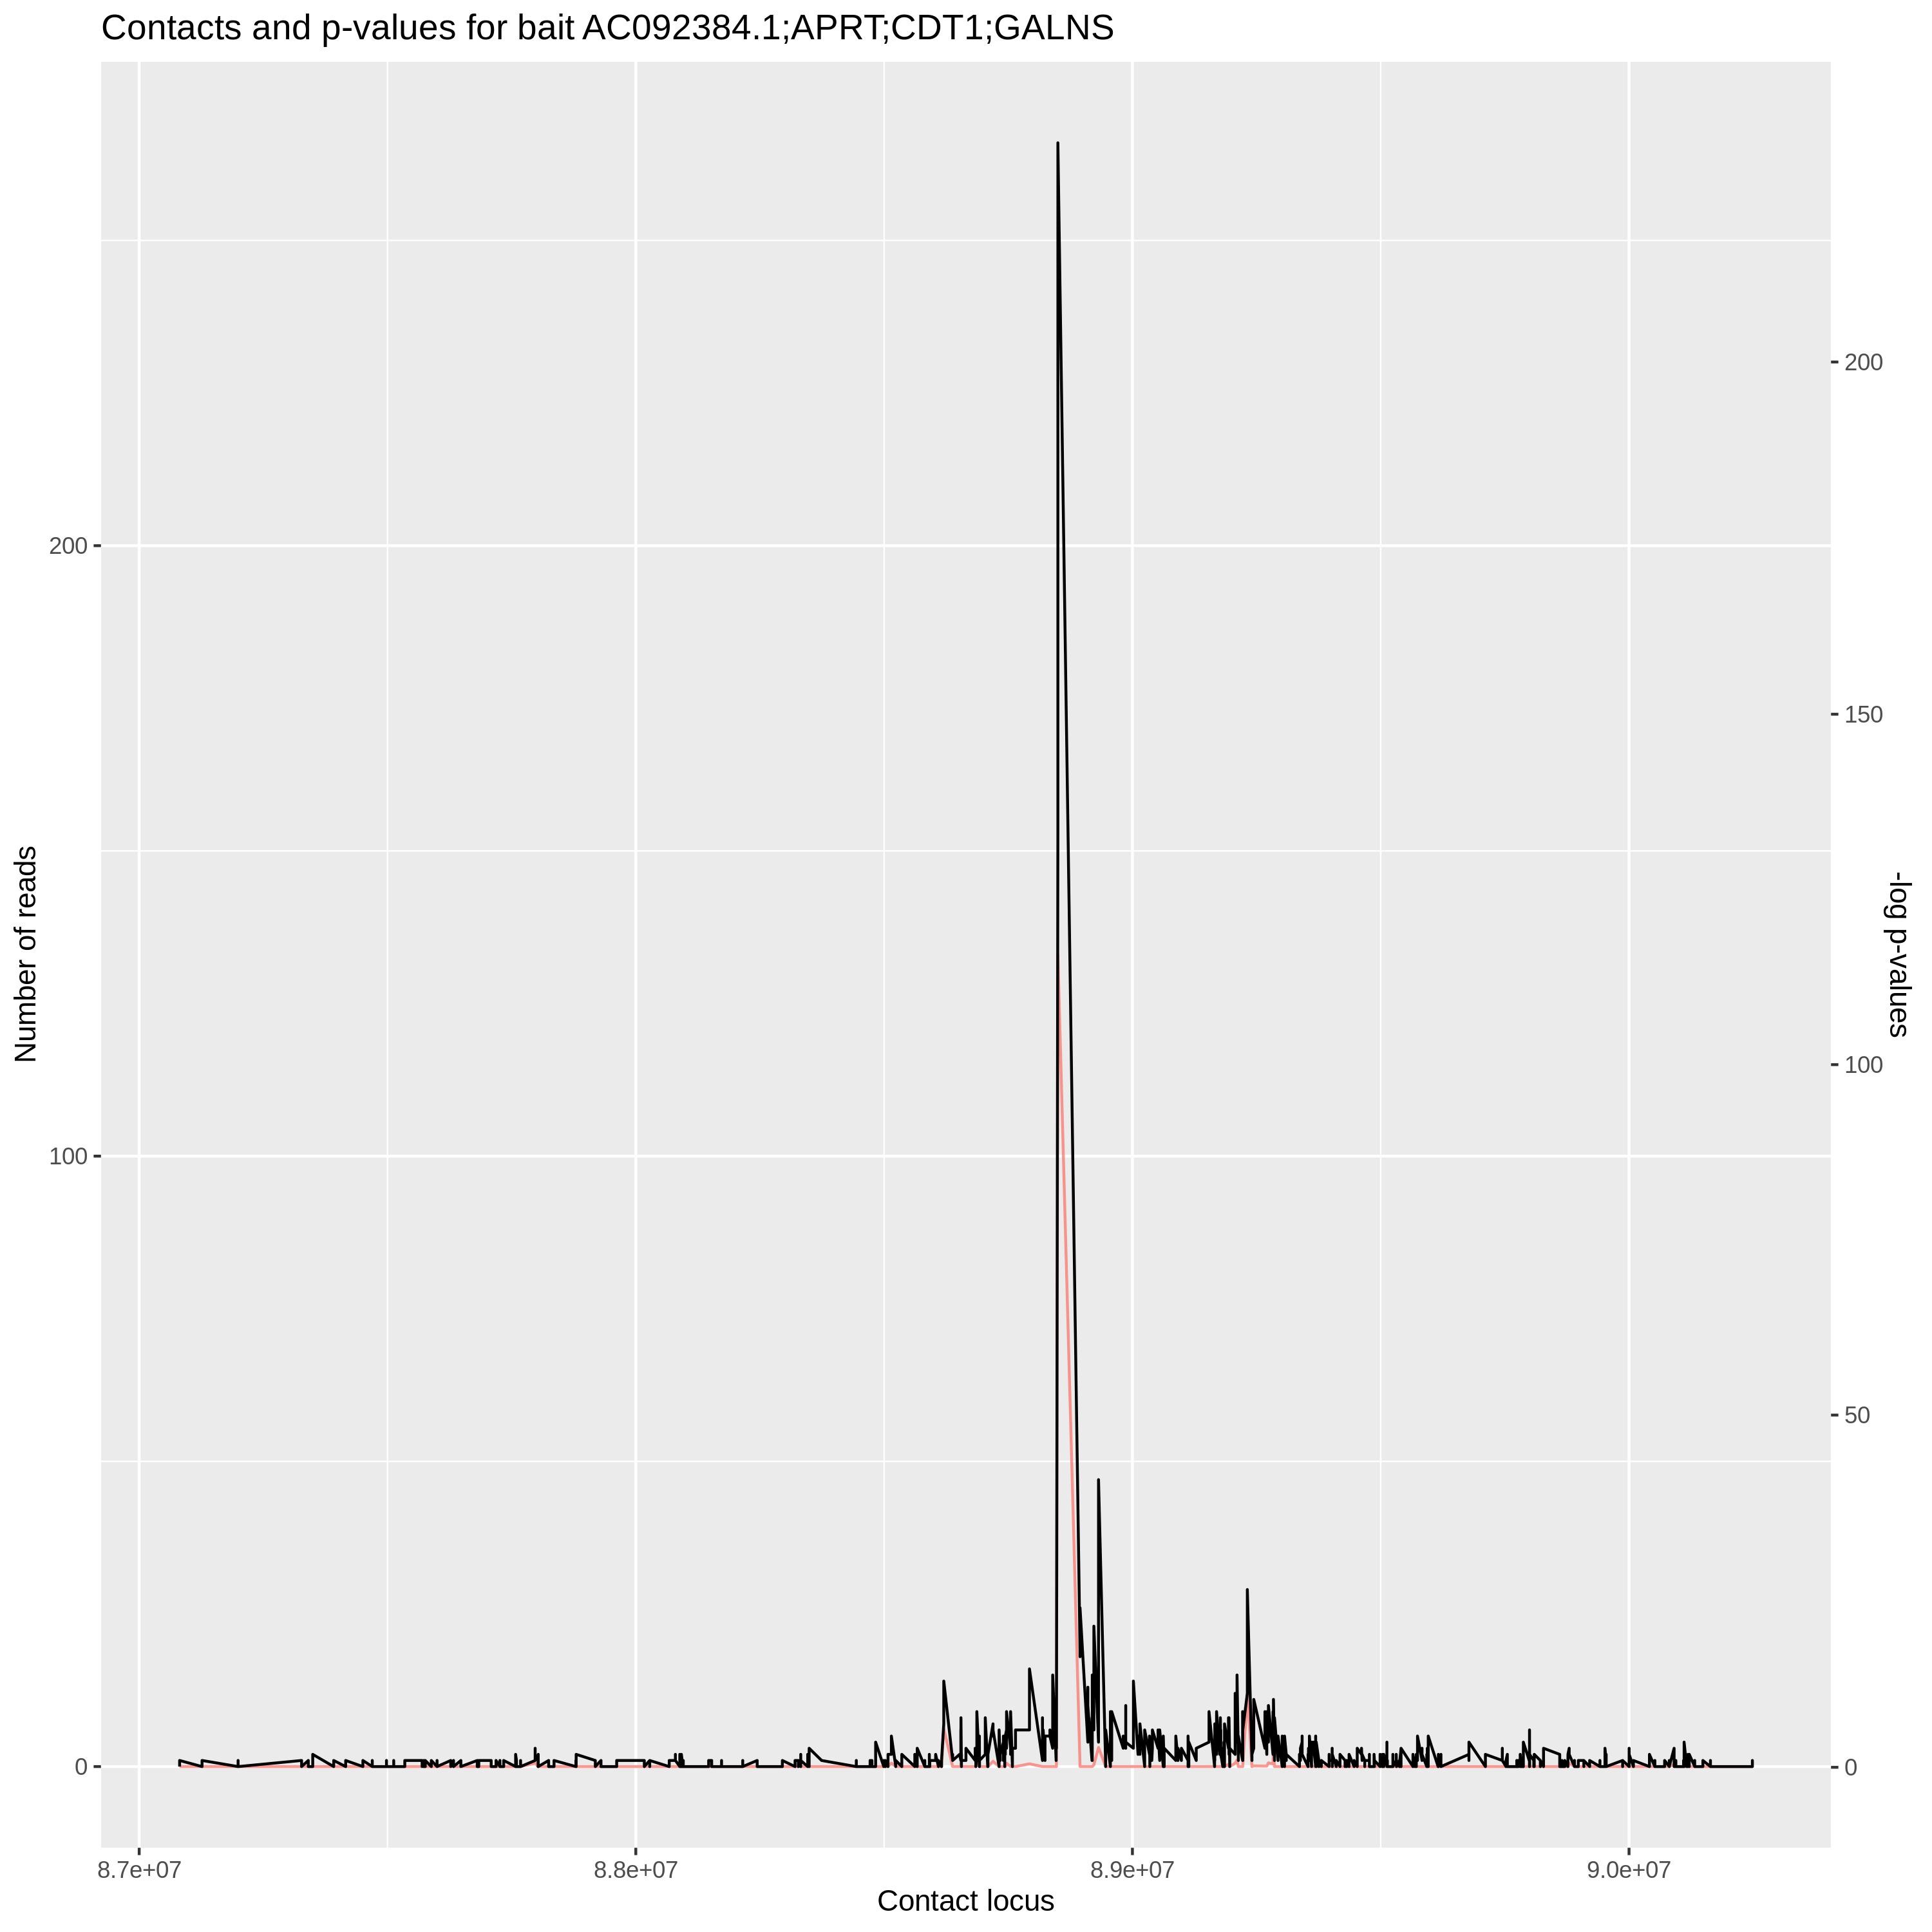 Contacts and p-values for bait AC092384.1;APRT;CDT1;GALNS
Number of reads
200
100
0
-log p-values
200
150
100
50
0
8.7e+07 8.8e+07 8.9e+07 9.0e+07
Contact locus